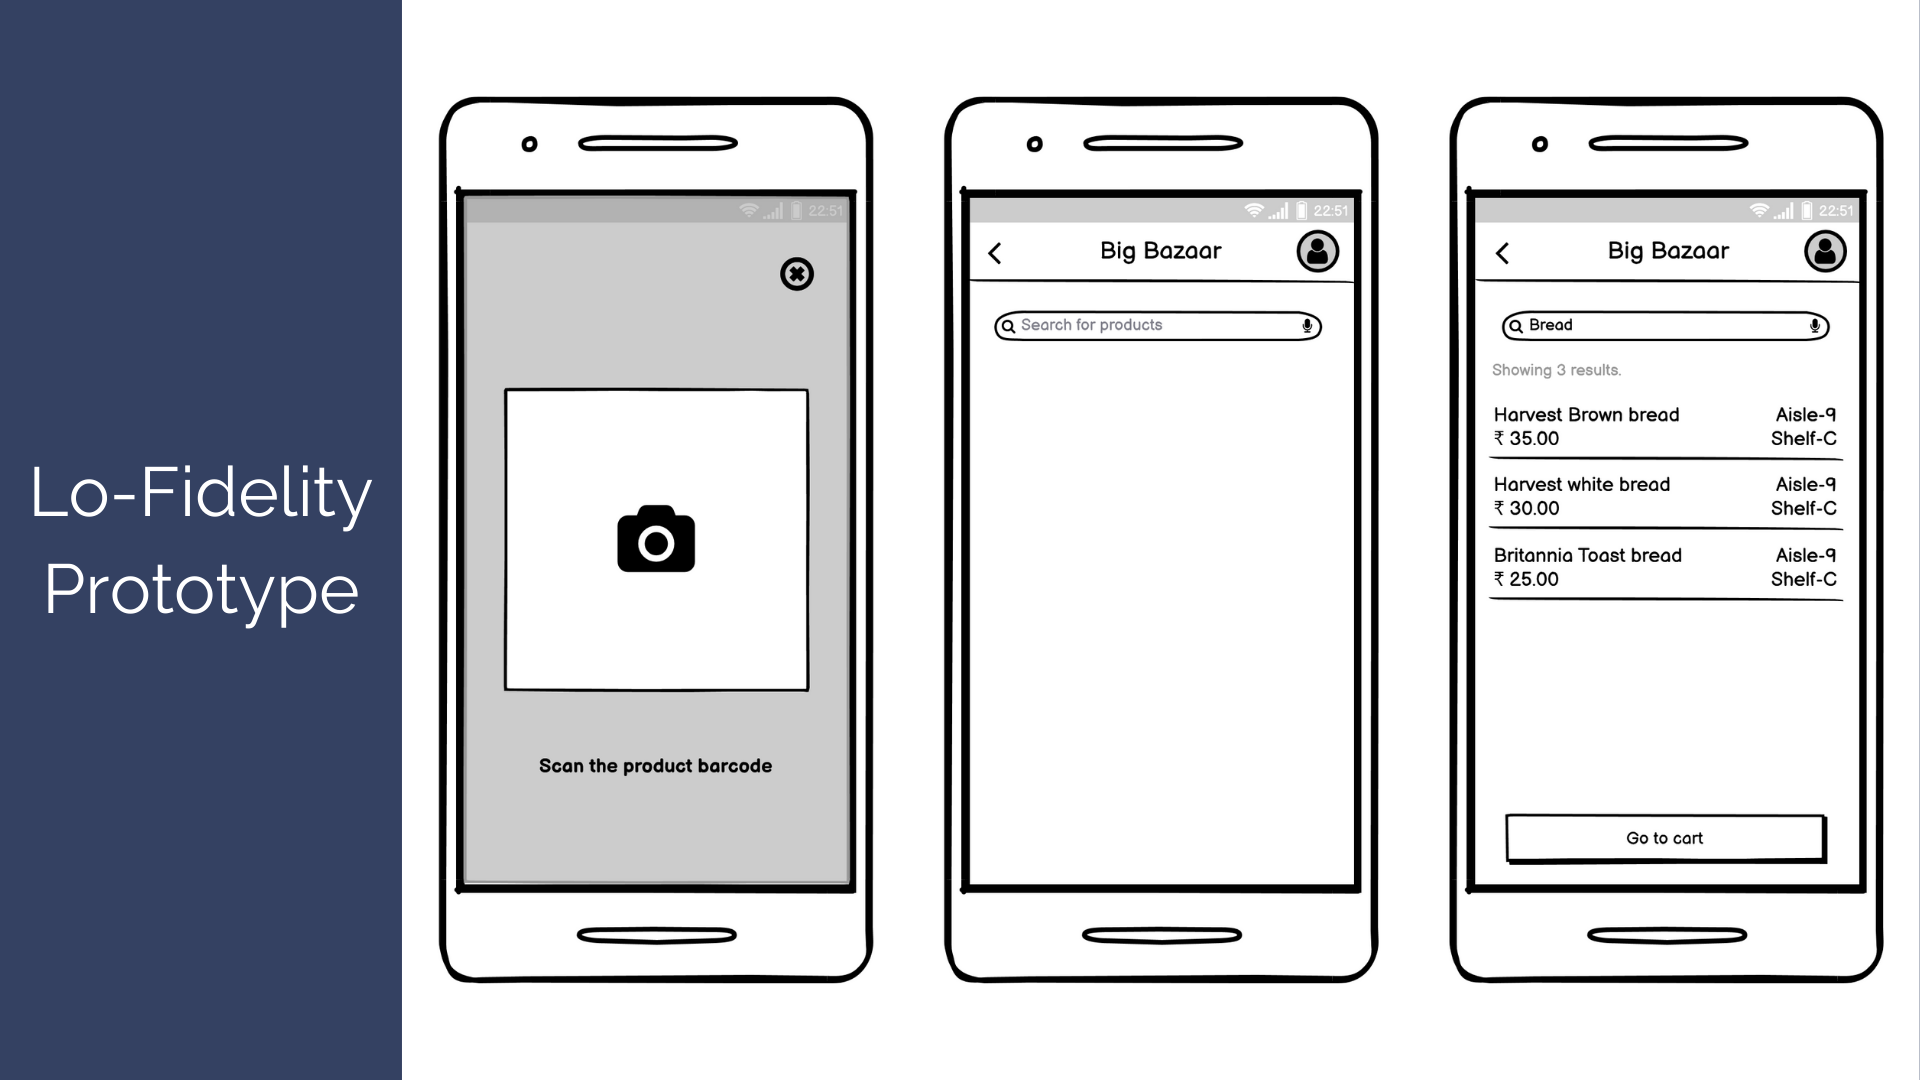 Lo-Fidelity
Prototype
22:51
Scan the product barcode
22:51
Big Bazaar
Search for products
22:51
Big Bazaar
Bread
Showing 3 results.
Harvest Brown bread Aisle-9
₹ 35.00 Shelf-C
Harvest white bread Aisle-9
₹ 30.00 Shelf-C
Britannia Toast bread Aisle-9
₹ 25.00 Shelf-C
Go to cart